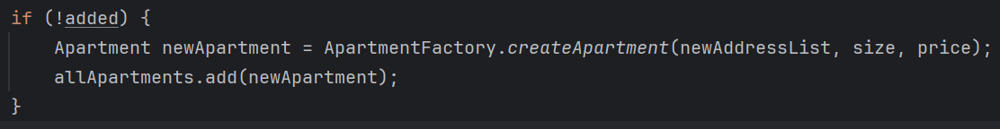 if (!added) {
    Apartment newApartment = ApartmentFactory.createApartment(newAddressList, size, price);
    allApartments.add(newApartment);
}